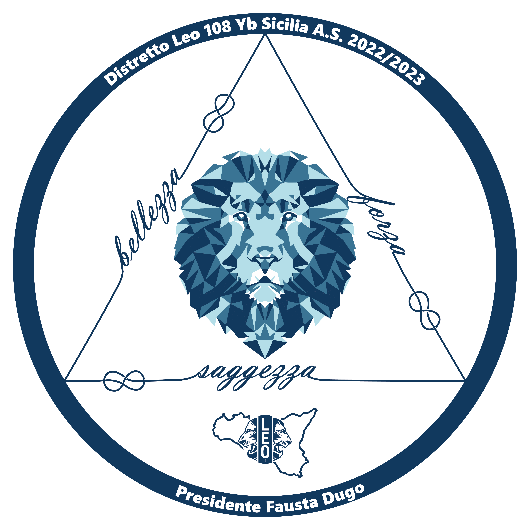 Distretto Leo 108 Yb Sicilia A.S. 2022/2023
bellezza
forza
saggezza
LEO
Presidente Fausta Dugo